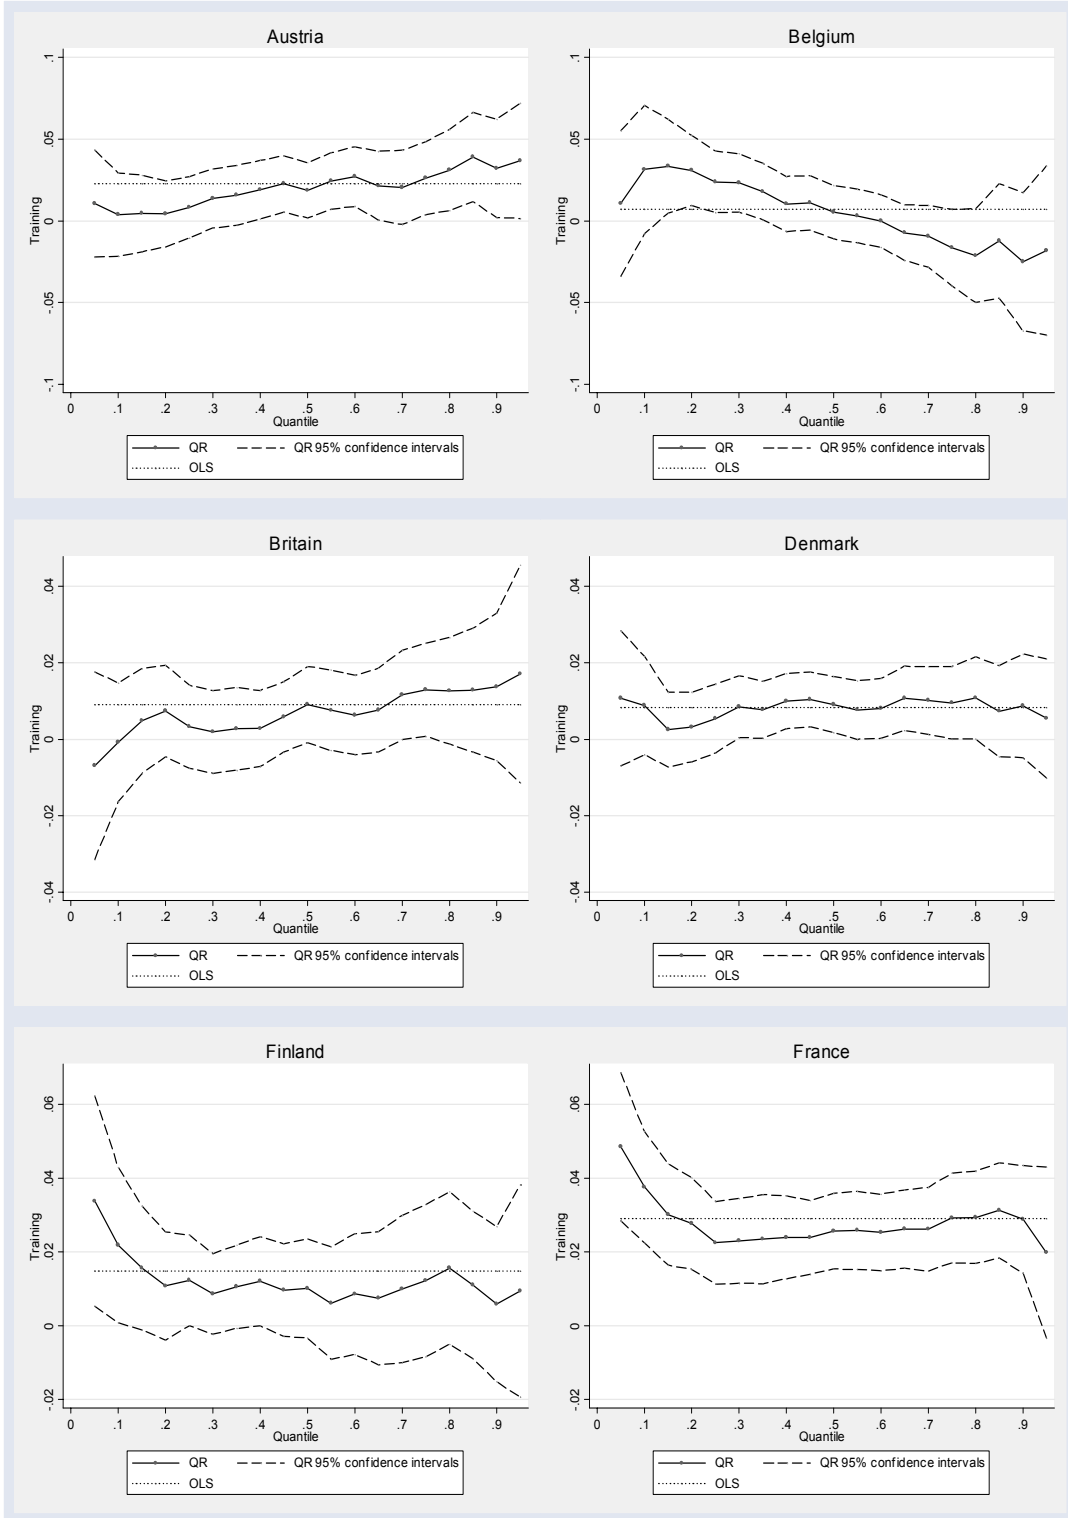 Austria
Training
.1
.05
0
-.05
-.1
0 .1 .2 .3 .4 .5 .6 .7 .8 .9
Quantile
QR QR 95% confidence intervals
OLS
Belgium
Training
.1
.05
0
-.05
-.1
0 .1 .2 .3 .4 .5 .6 .7 .8 .9
Quantile
QR QR 95% confidence intervals
OLS
Britain
Training
.04
.02
0
-.02
-.04
0 .1 .2 .3 .4 .5 .6 .7 .8 .9
Quantile
QR QR 95% confidence intervals
OLS
Denmark
Training
.04
.02
0
-.02
-.04
0 .1 .2 .3 .4 .5 .6 .7 .8 .9
Quantile
QR QR 95% confidence intervals
OLS
Finland
Training
.06
.04
.02
0
-.02
0 .1 .2 .3 .4 .5 .6 .7 .8 .9
Quantile
QR QR 95% confidence intervals
OLS
France
Training
.06
.04
.02
0
-.02
0 .1 .2 .3 .4 .5 .6 .7 .8 .9
Quantile
QR QR 95% confidence intervals
OLS